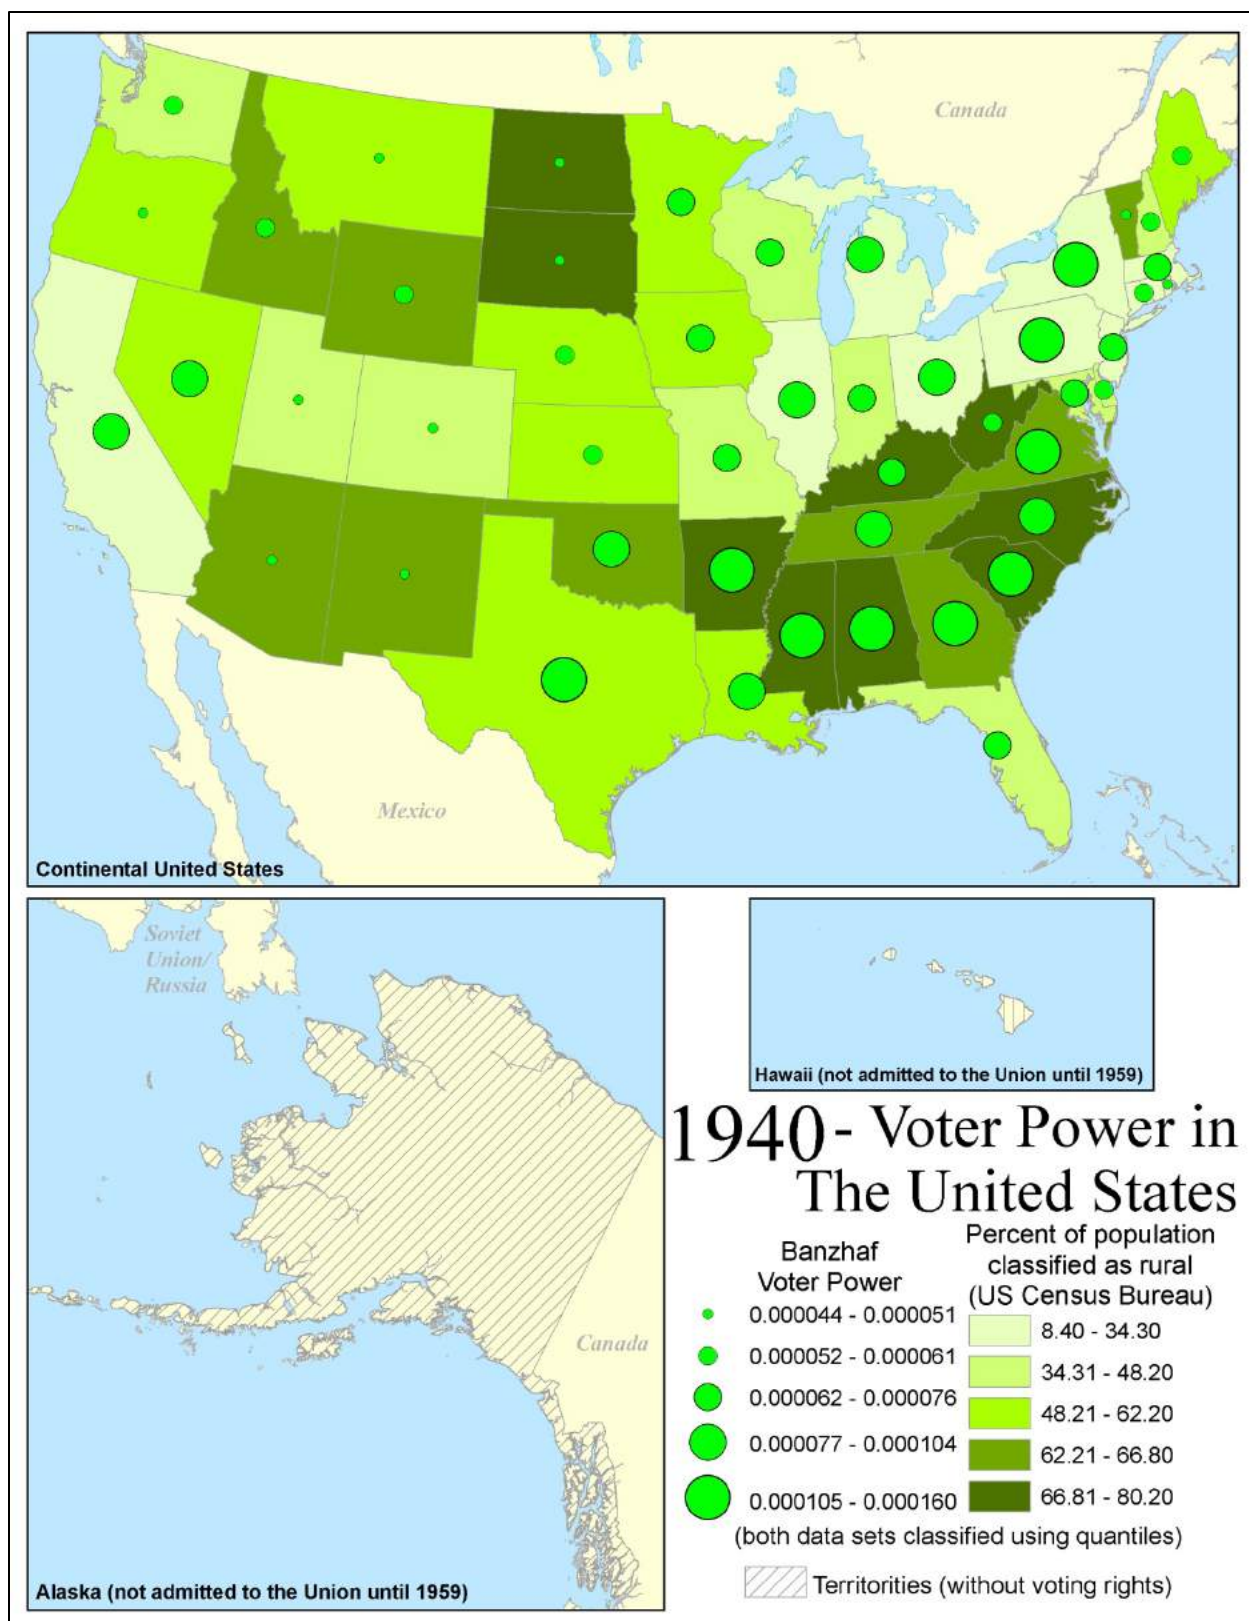 Canada
Mexico
Continental United States
Soviet
Union/
Russia
Canada
Alaska (not admitted to the Union until 1959)
Hawaii (not admitted to the Union until 1959)
1940 - Voter Power in
The United States
Banzhaf
Voter Power
0.000044 - 0.000051
0.000052 - 0.000061
0.000062 - 0.000076
0.000077 - 0.000104
0.000105 - 0.000160
Percent of population
classified as rural
(US Census Bureau)
8.40 - 34.30
34.31 - 48.20
48.21 - 62.20
62.21 - 66.80
66.81 - 80.20
(both data sets classified using quantiles)
Territorities (without voting rights)